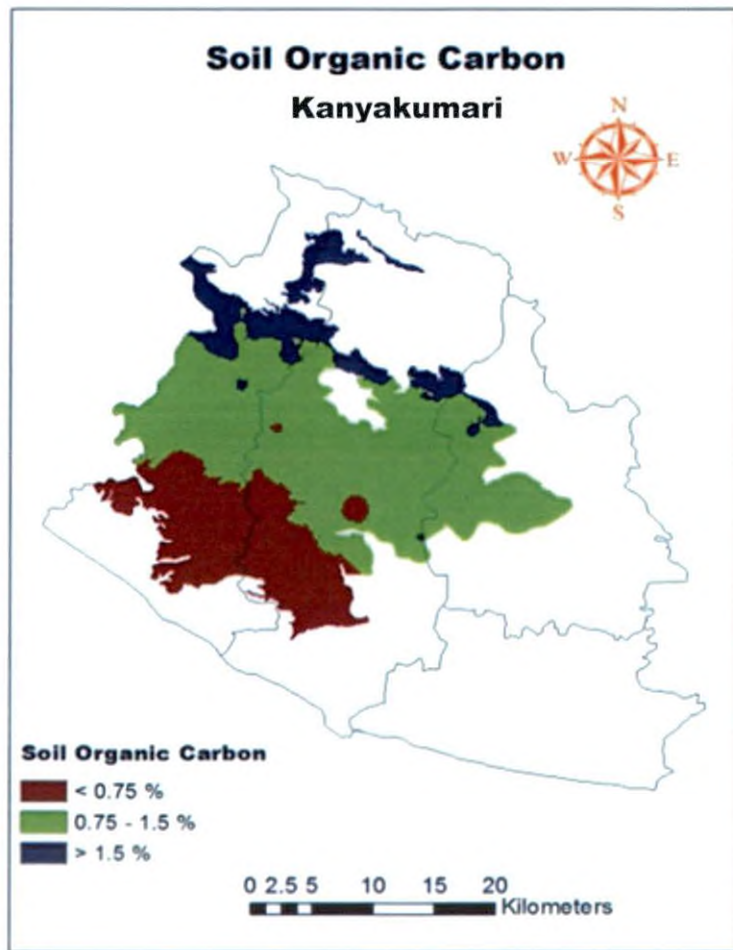 Soil Organic Carbon
Kanyakumari
N
W E
S
Soil Organic Carbon
< 0.75 %
0.75 - 1.5 %
> 1.5 %
0 2.5 5 10 15 20
Kilometers